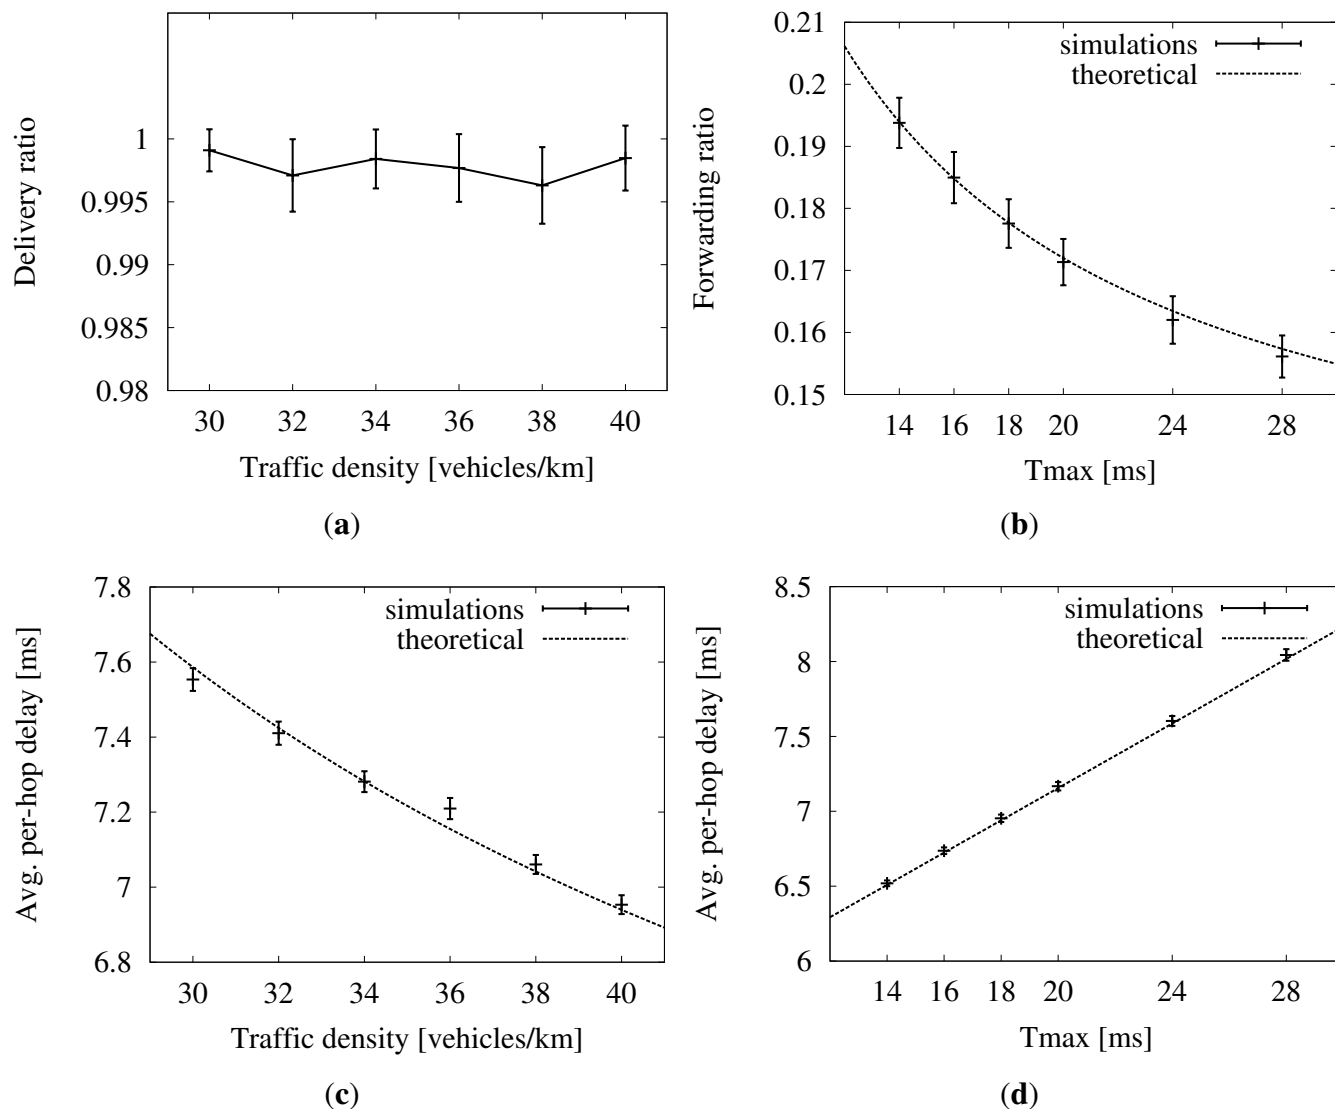 Delivery ratio
1
0.995
0.99
0.985
0.98
30 32 34 36 38 40
Traffic density [vehicles/km]
(a)
Forwarding ratio
0.21
0.2
0.19
0.18
0.17
0.16
0.15
simulations
theoretical
14 16 18 20 24 28
Tmax [ms]
(b)
Avg. per-hop delay [ms]
7.8
7.6
7.4
7.2
7
6.8
simulations
theoretical
30 32 34 36 38 40
Traffic density [vehicles/km]
(c)
Avg. per-hop delay [ms]
8.5
8
7.5
7
6.5
6
simulations
theoretical
14 16 18 20 24 28
Tmax [ms]
(d)